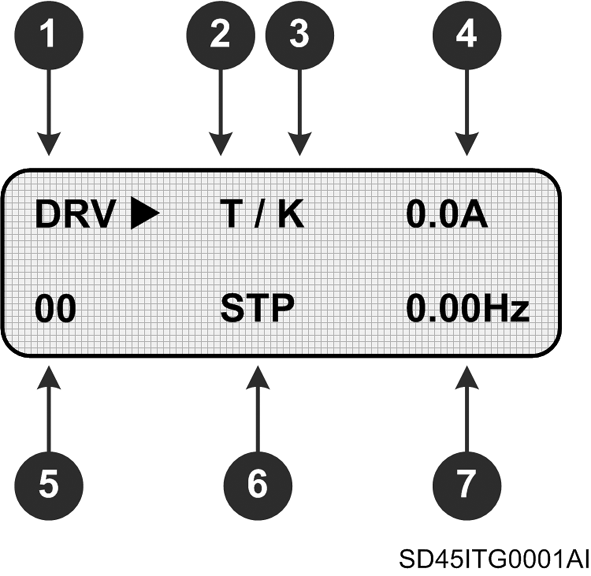 1 2 3 4
DRV ▶ T / K 0.0A
00 STP 0.00Hz
5 6 7
SD45ITG0001AI